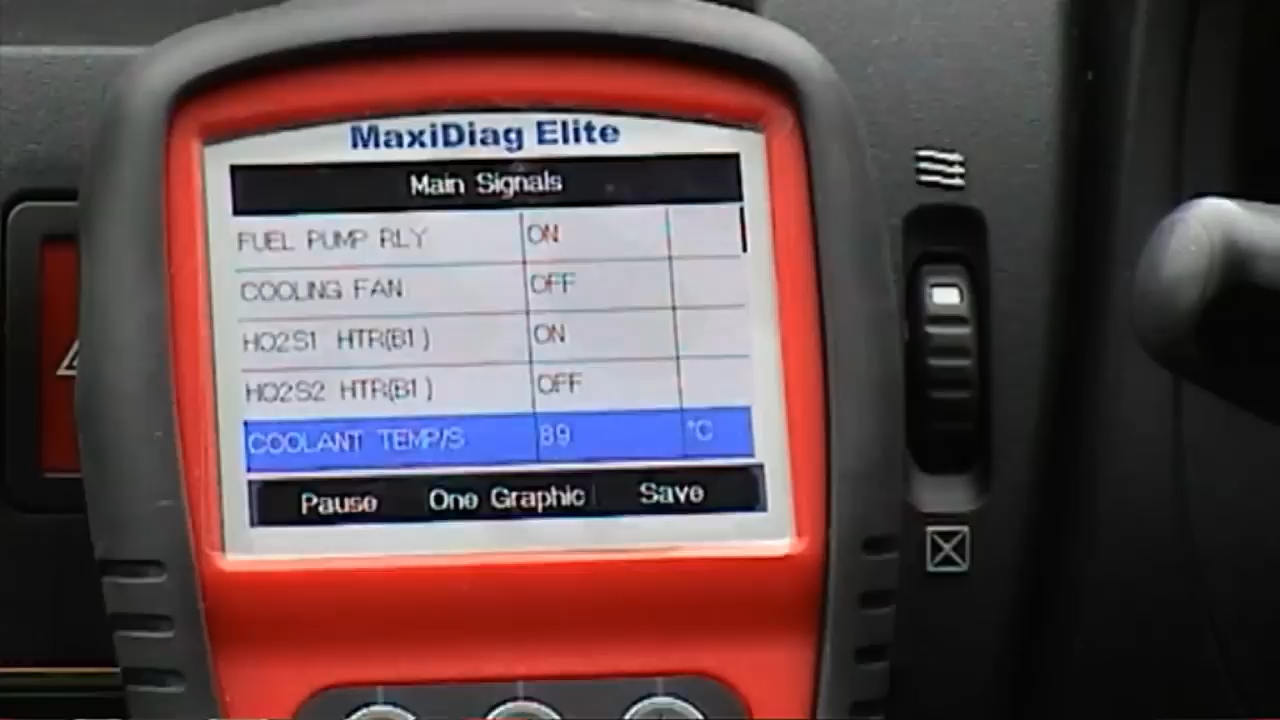 MaxiDiag Elite
Main Signals
FUEL PUMP RLY ON
COOLING FAN OFF
HO2S1 HTR(B1) ON
HO2S2 HTR(B1) OFF
COOLANT TEMP/S 89 °C
Pause One Graphic Save